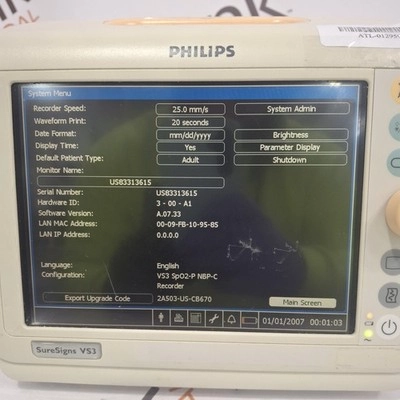 PHILIPS
System Menu
Recorder Speed: 25.0 mm/s System Admin
Waveform Print: 20 seconds
Date Format: mm/dd/yyyy Brightness
Display Time: Yes Parameter Display
Default Patient Type: Adult Shutdown
Monitor Name:
US83313615
Serial Number: US83313615
Hardware ID: 3 - 00 - A1
Software Version: A.07.33
LAN MAC Address: 00-09-FB-10-95-B5
LAN IP Address: 0.0.0.0
Language: English
Configuration: VS3 SpO2-P NBP-C
Recorder
Export Upgrade Code 2A503-US-CB670
Main Screen
01/01/2007 00:01:03
SureSigns VS3